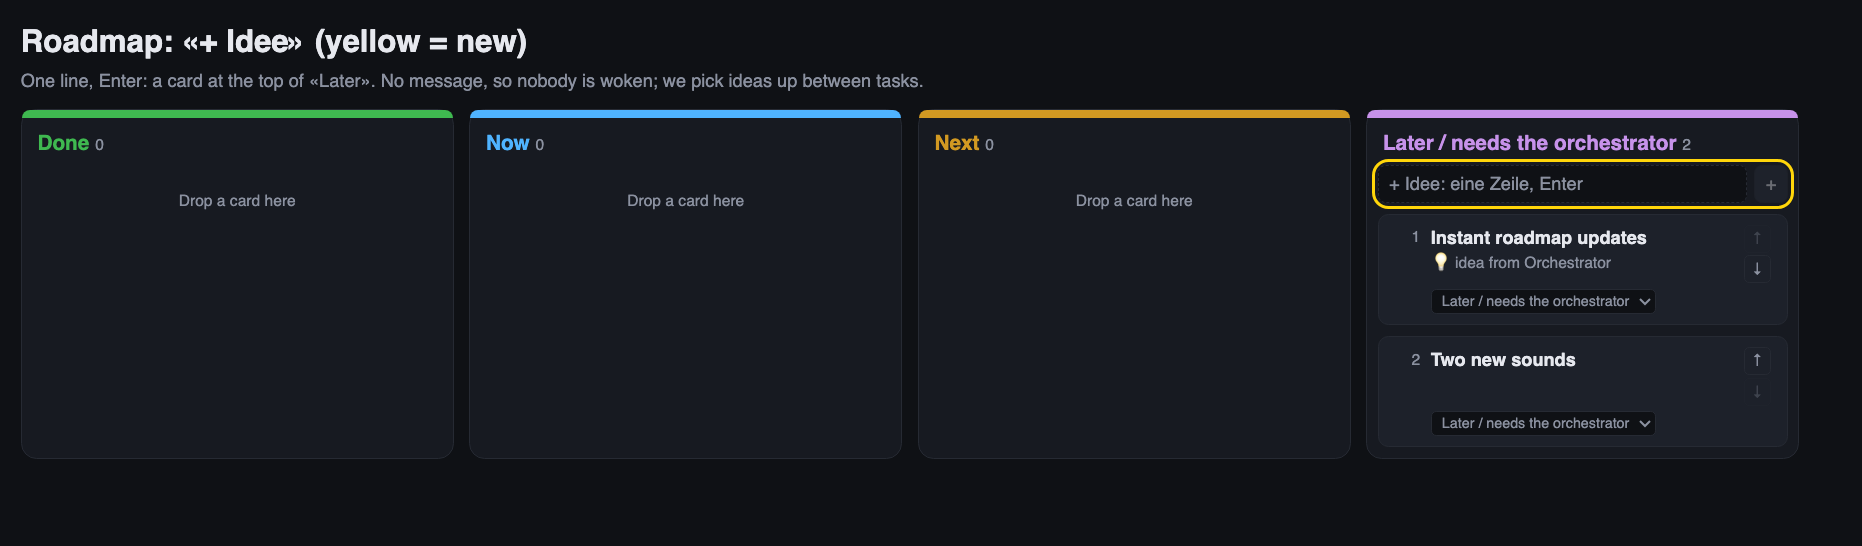 Roadmap: «+ Idee» (yellow = new)
One line, Enter: a card at the top of «Later». No message, so nobody is woken; we pick ideas up between tasks.
Done 0
Drop a card here
Now 0
Drop a card here
Next 0
Drop a card here
Later / needs the orchestrator 2
+ Idee: eine Zeile, Enter +
1 Instant roadmap updates ↑
💡 idea from Orchestrator ↓
Later / needs the orchestrator
2 Two new sounds ↑
↓
Later / needs the orchestrator